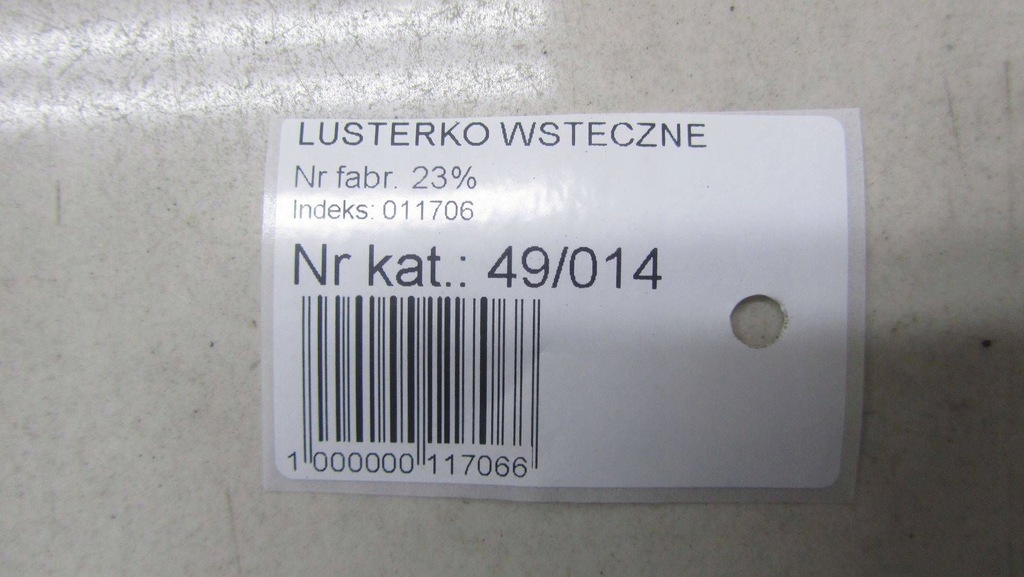 LUSTERKO WSTECZNE
Nr fabr. 23%
Indeks: 011706
Nr kat.: 49/014
1 000000 117066